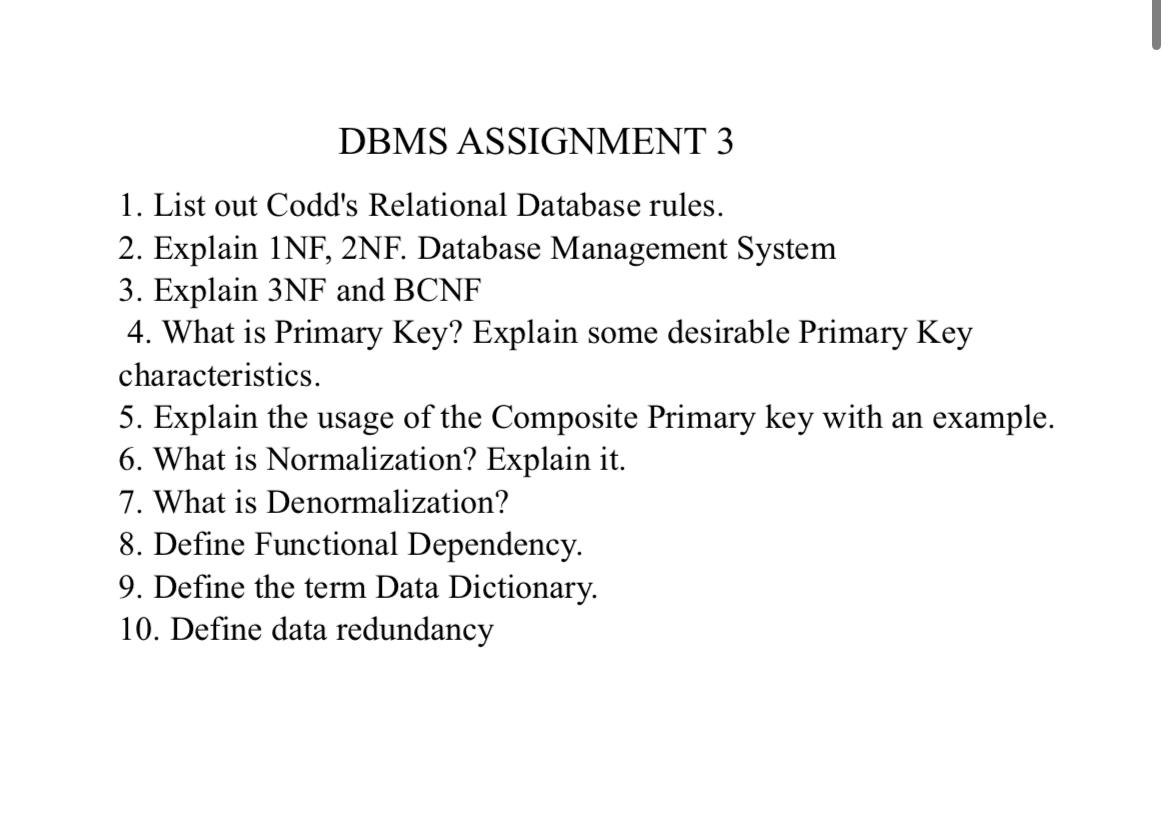 DBMS ASSIGNMENT 3
1. List out Codd's Relational Database rules.
2. Explain 1NF, 2NF. Database Management System
3. Explain 3NF and BCNF
4. What is Primary Key? Explain some desirable Primary Key
characteristics.
5. Explain the usage of the Composite Primary key with an example.
6. What is Normalization? Explain it.
7. What is Denormalization?
8. Define Functional Dependency.
9. Define the term Data Dictionary.
10. Define data redundancy